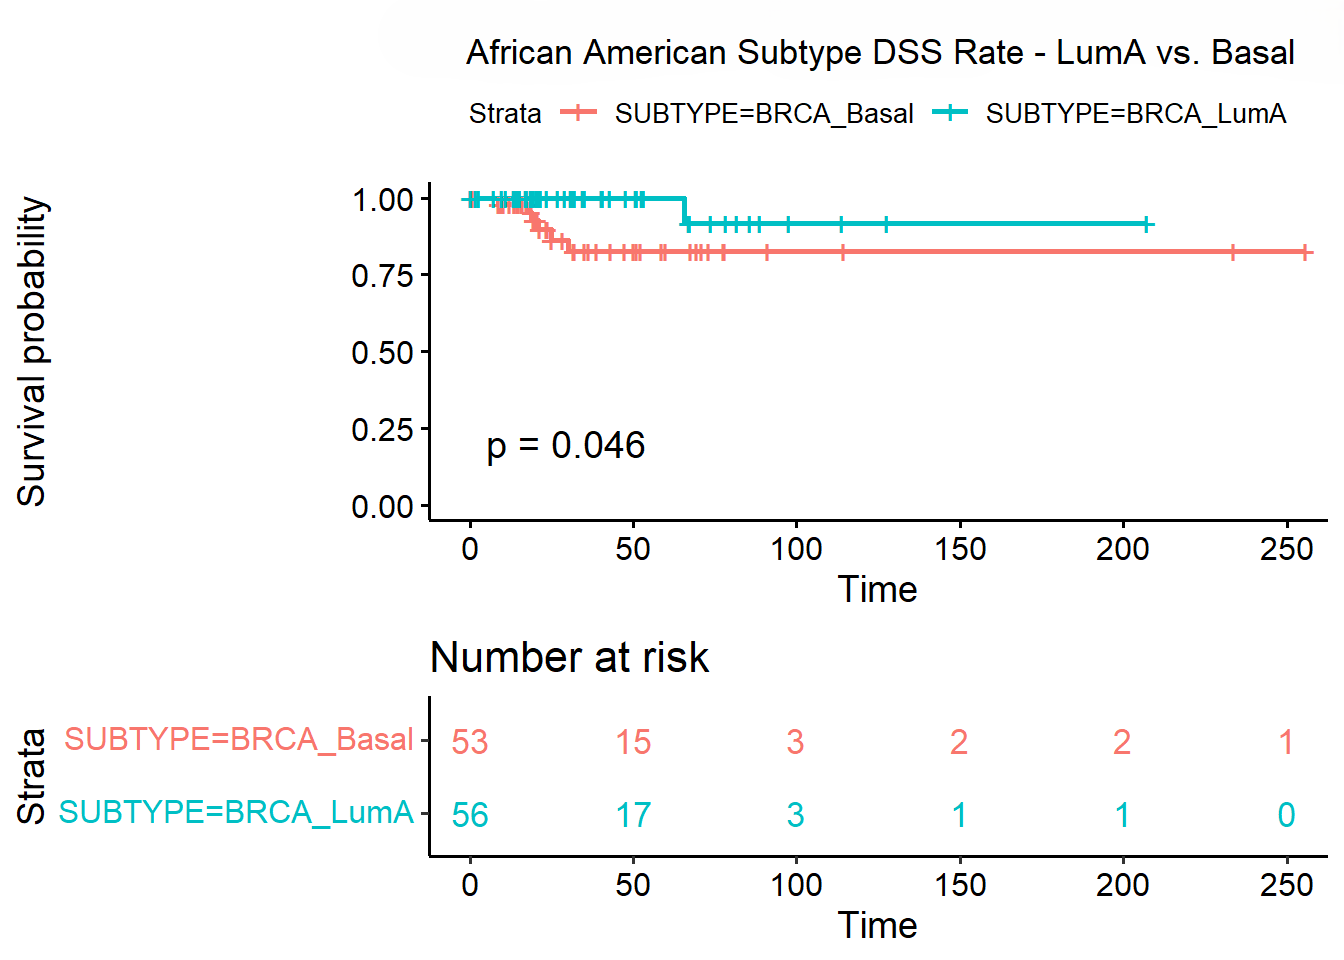 African American Subtype DSS Rate - LumA vs. Basal
Strata SUBTYPE=BRCA_Basal SUBTYPE=BRCA_LumA
Survival probability
1.00
0.75
0.50
0.25
0.00
p = 0.046
0 50 100 150 200 250
Time
Number at risk
Strata
SUBTYPE=BRCA_Basal 53 15 3 2 2 1
SUBTYPE=BRCA_LumA 56 17 3 1 1 0
0 50 100 150 200 250
Time